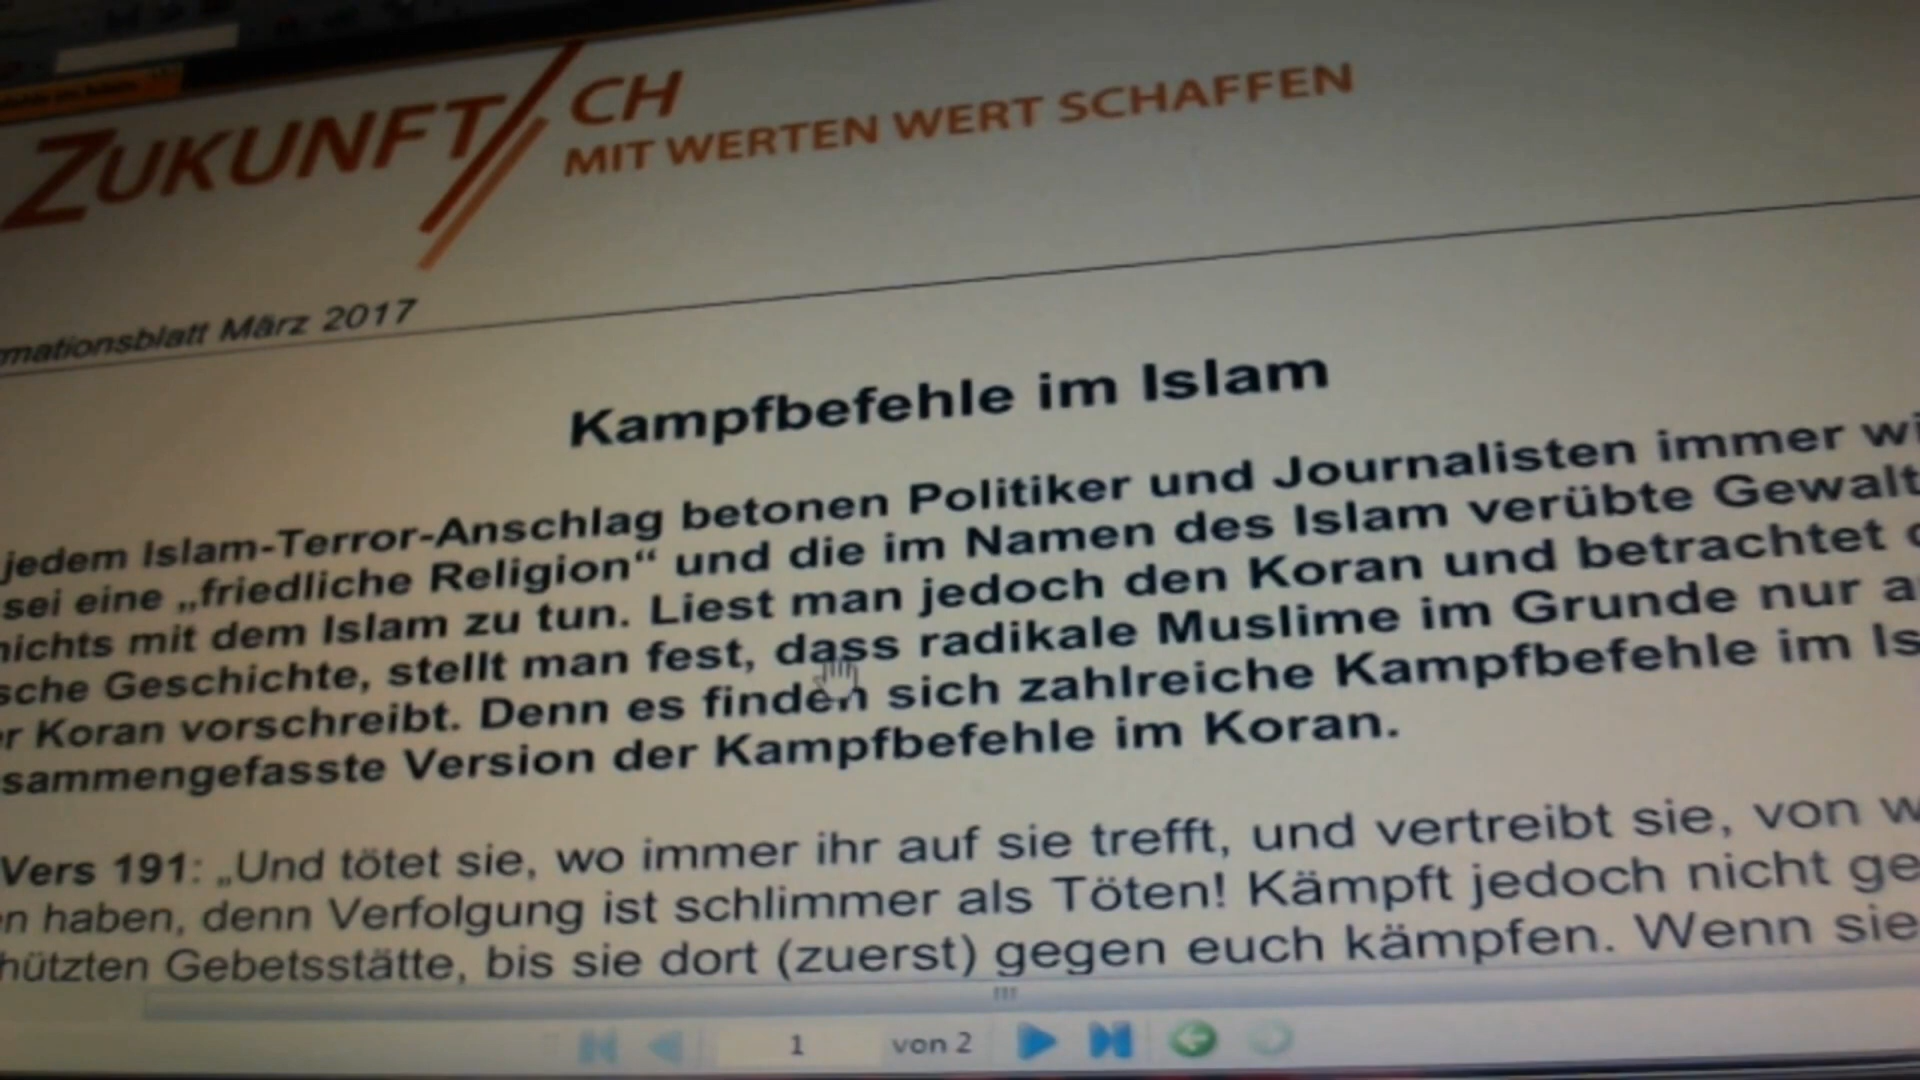 ZUKUNFT CH
MIT WERTEN WERT SCHAFFEN
mationsblatt März 2017
Kampfbefehle im Islam
jedem Islam-Terror-Anschlag betonen Politiker und Journalisten immer wi
sei eine „friedliche Religion“ und die im Namen des Islam verübte Gewalt
nichts mit dem Islam zu tun. Liest man jedoch den Koran und betrachtet
sche Geschichte, stellt man fest, dass radikale Muslime im Grunde nur a
r Koran vorschreibt. Denn es finden sich zahlreiche Kampfbefehle im Is
sammengefasste Version der Kampfbefehle im Koran.
Vers 191: „Und tötet sie, wo immer ihr auf sie trefft, und vertreibt sie, von w
n haben, denn Verfolgung ist schlimmer als Töten! Kämpft jedoch nicht ge
hützten Gebetsstätte, bis sie dort (zuerst) gegen euch kämpfen. Wenn sie
1 von 2